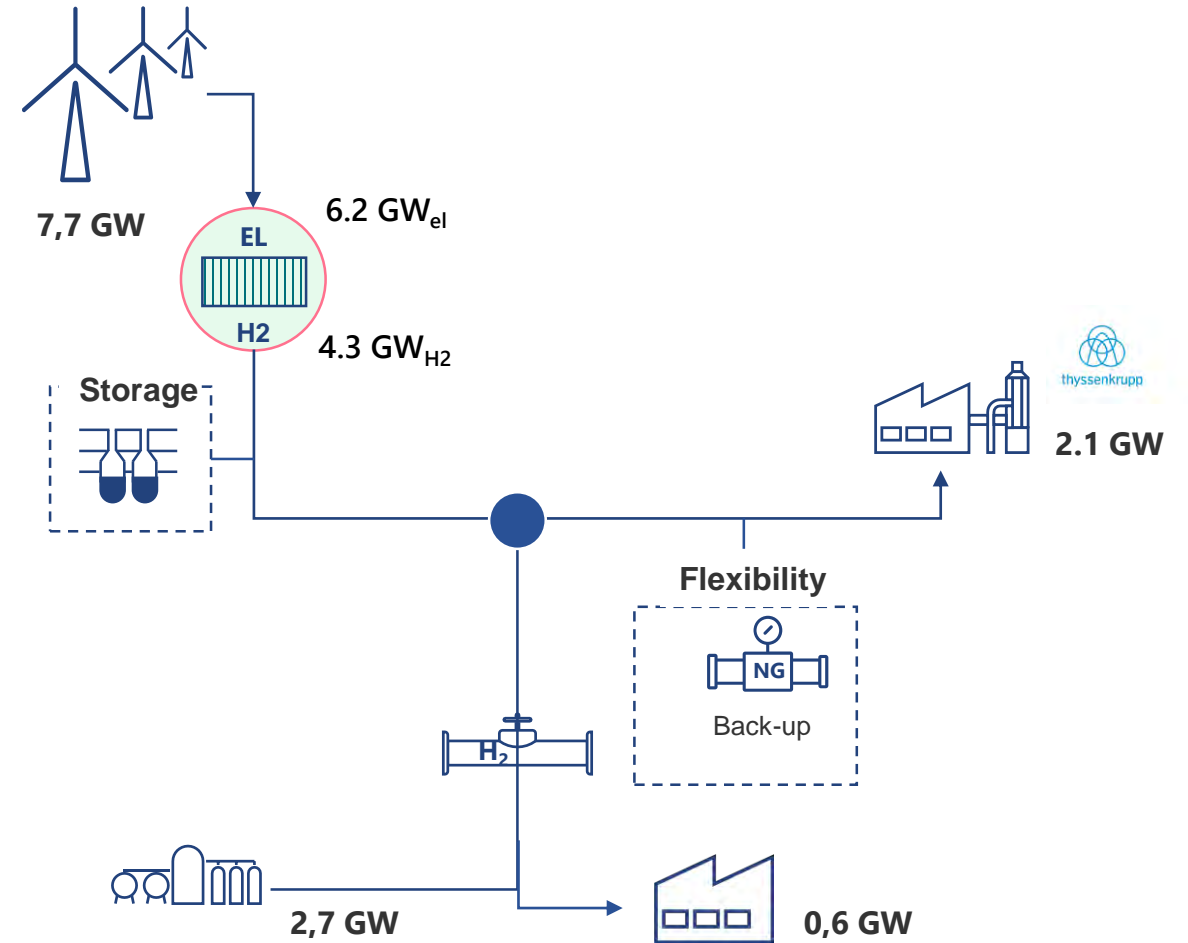 7,7 GW
6.2 GWel
EL
H2
4.3 GWH2
Storage
thyssenkrupp
2.1 GW
Flexibility
NG
Back-up
H2
2,7 GW
0,6 GW